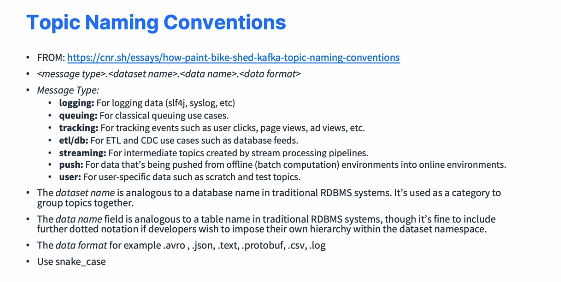 Topic Naming Conventions
• FROM: https://cnr.sh/essays/how-paint-bike-shed-kafka-topic-naming-conventions
• <message type>.<dataset name>.<data name>.<data format>
• Message Type:
• logging: For logging data (slf4j, syslog, etc)
• queuing: For classical queuing use cases.
• tracking: For tracking events such as user clicks, page views, ad views, etc.
• etl/db: For ETL and CDC use cases such as database feeds.
• streaming: For intermediate topics created by stream processing pipelines.
• push: For data that's being pushed from offline (batch computation) environments into online environments.
• user: For user-specific data such as scratch and test topics.
• The dataset name is analogous to a database name in traditional RDBMS systems. It's used as a category to
group topics together.
• The data name field is analogous to a table name in traditional RDBMS systems, though it's fine to include
further dotted notation if developers wish to impose their own hierarchy within the dataset namespace.
• The data format for example .avro , .json, .text, .protobuf, .csv, .log
• Use snake_case